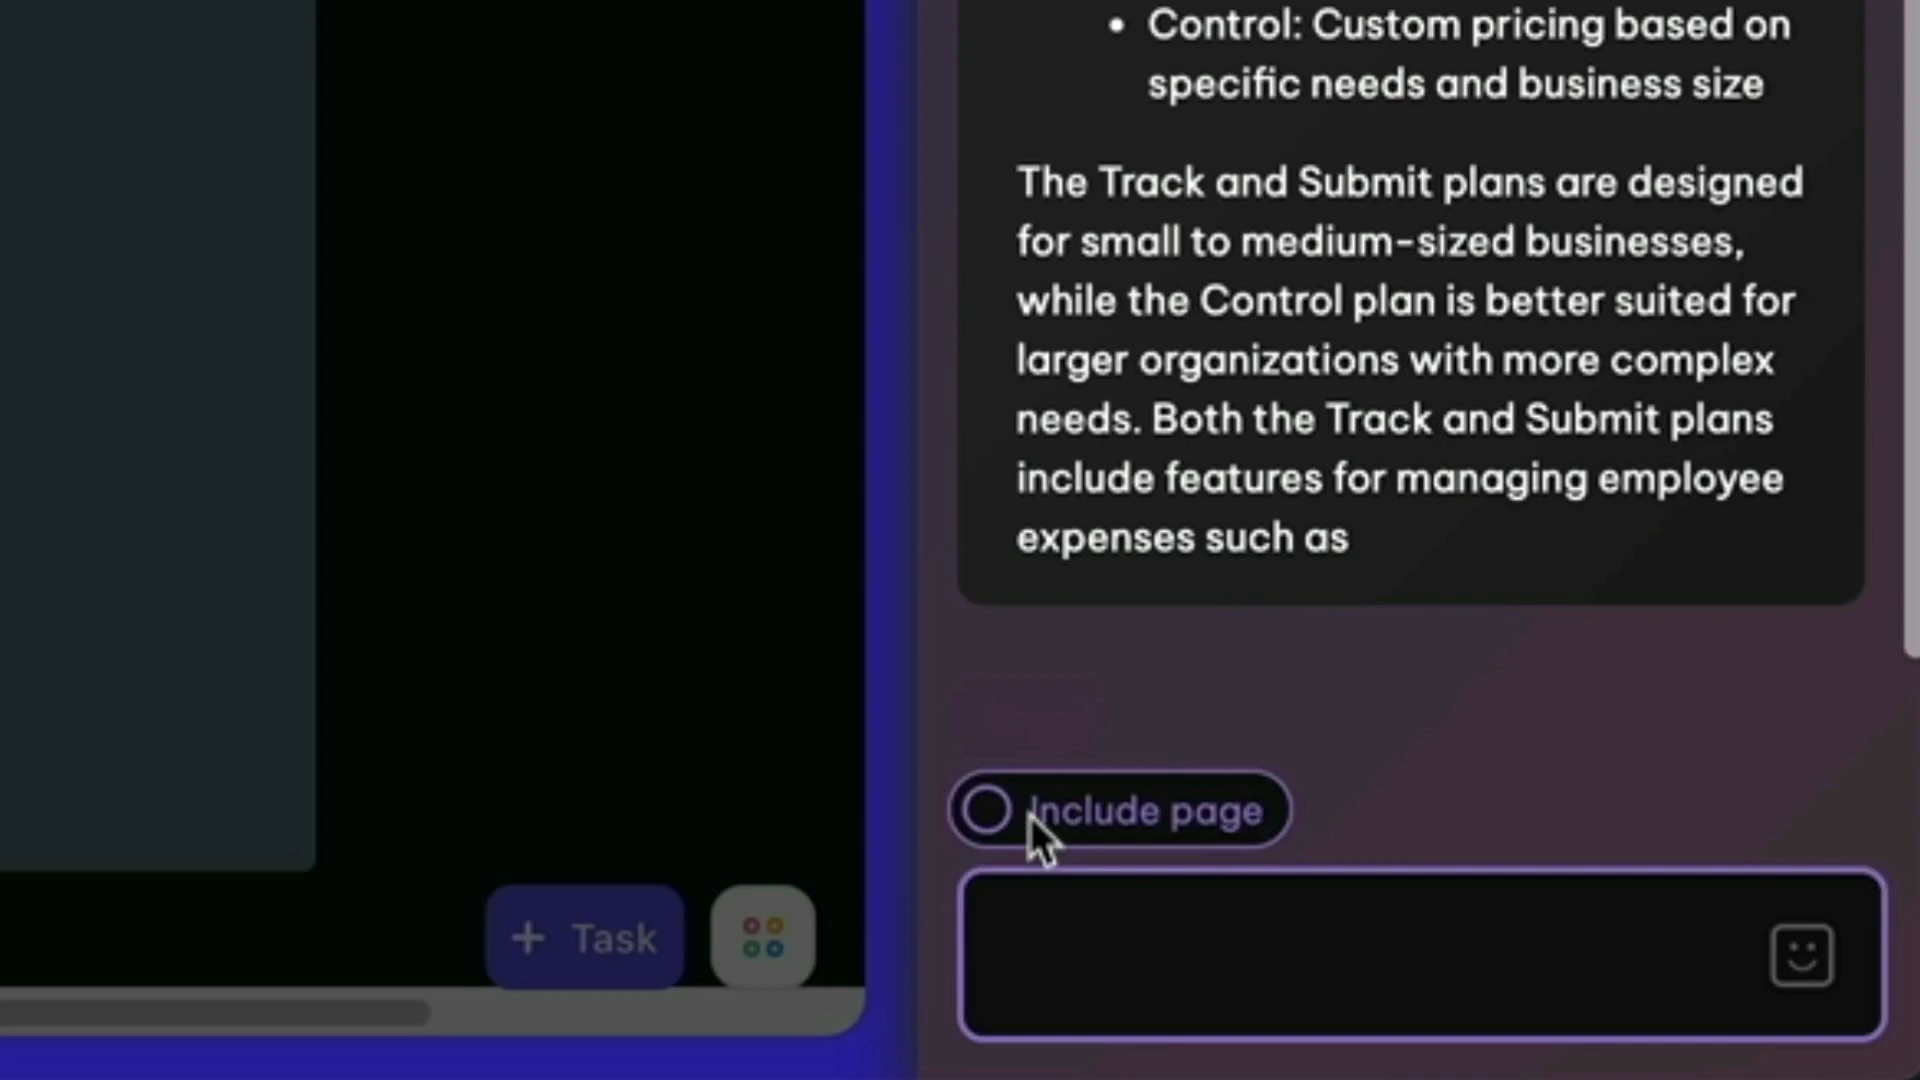 • Control: Custom pricing based on
specific needs and business size
The Track and Submit plans are designed
for small to medium-sized businesses,
while the Control plan is better suited for
larger organizations with more complex
needs. Both the Track and Submit plans
include features for managing employee
expenses such as
Include page
+ Task